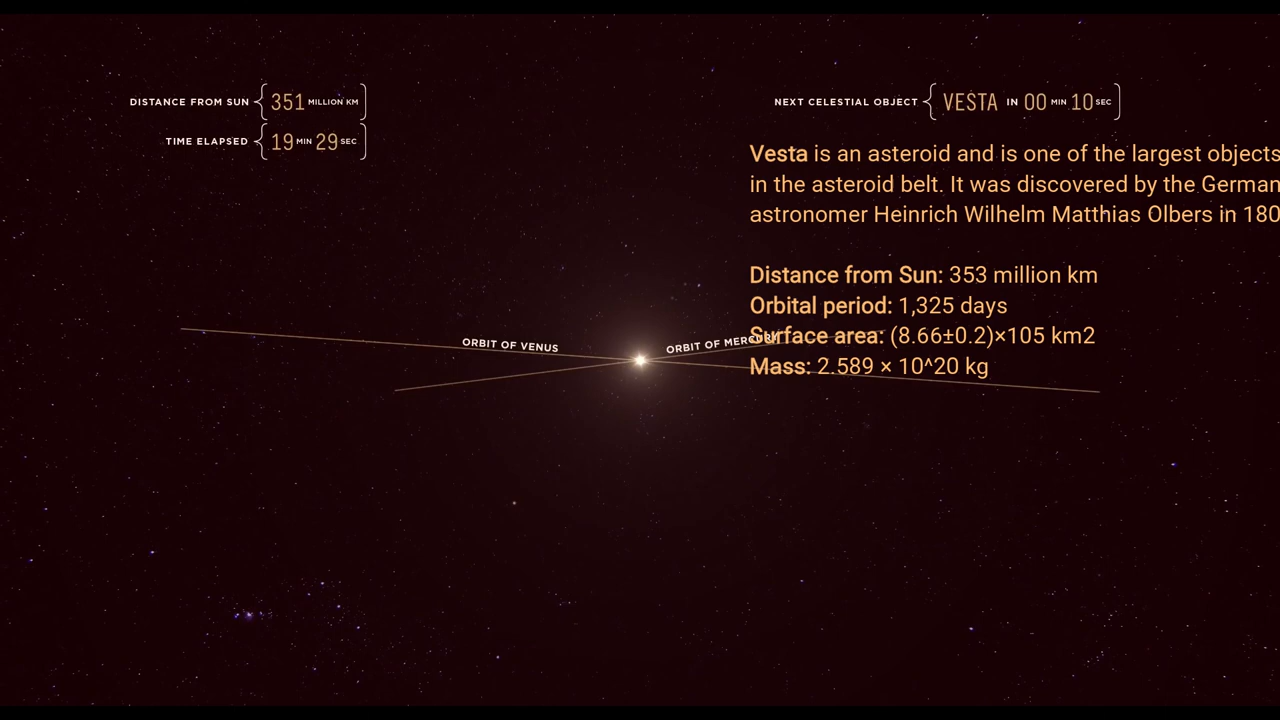 DISTANCE FROM SUN 351 MILLION KM
TIME ELAPSED 19 MIN 29 SEC
NEXT CELESTIAL OBJECT VESTA IN 00 MIN 10 SEC
Vesta is an asteroid and is one of the largest objects
in the asteroid belt. It was discovered by the German
astronomer Heinrich Wilhelm Matthias Olbers in 180
Distance from Sun: 353 million km
Orbital period: 1,325 days
Surface area: (8.66±0.2)×105 km2
Mass: 2.589 × 10^20 kg
ORBIT OF VENUS
ORBIT OF MERCURY